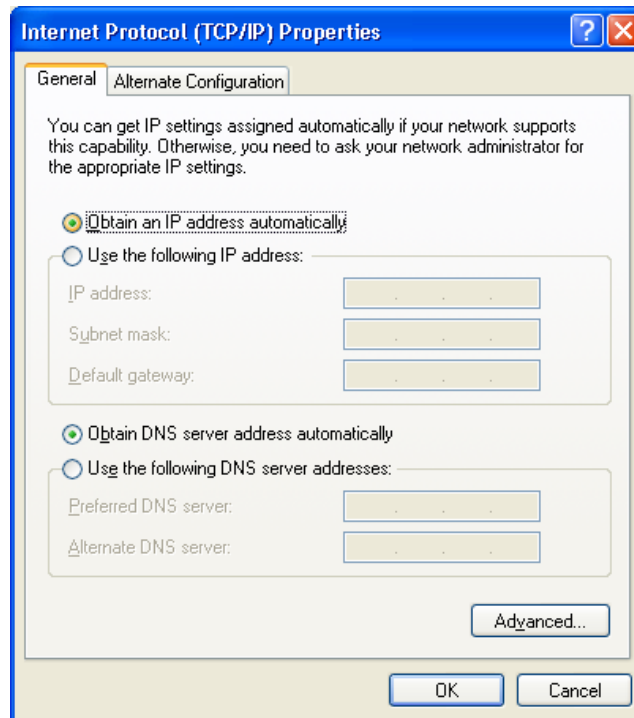 Internet Protocol (TCP/IP) Properties
General
Alternate Configuration
You can get IP settings assigned automatically if your network supports
this capability. Otherwise, you need to ask your network administrator for
the appropriate IP settings.
Obtain an IP address automatically
Use the following IP address:
IP address:
Subnet mask:
Default gateway:
Obtain DNS server address automatically
Use the following DNS server addresses:
Preferred DNS server:
Alternate DNS server:
Advanced...
OK
Cancel